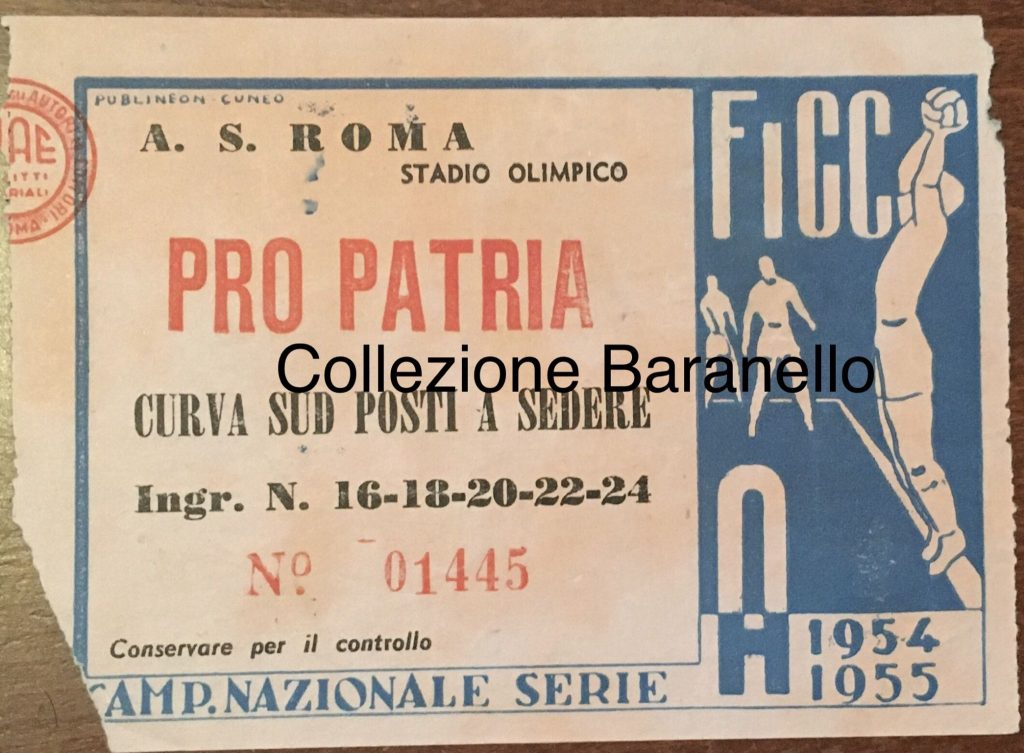 PUBLINEON - CUNEO
A. S. ROMA
STADIO OLIMPICO
PRO PATRIA
Collezione Baranello
CURVA SUD POSTI A SEDERE
Ingr. N. 16-18-20-22-24
Nº 01445
Conservare per il controllo
CAMP. NAZIONALE SERIE A
FICC
1954
1955